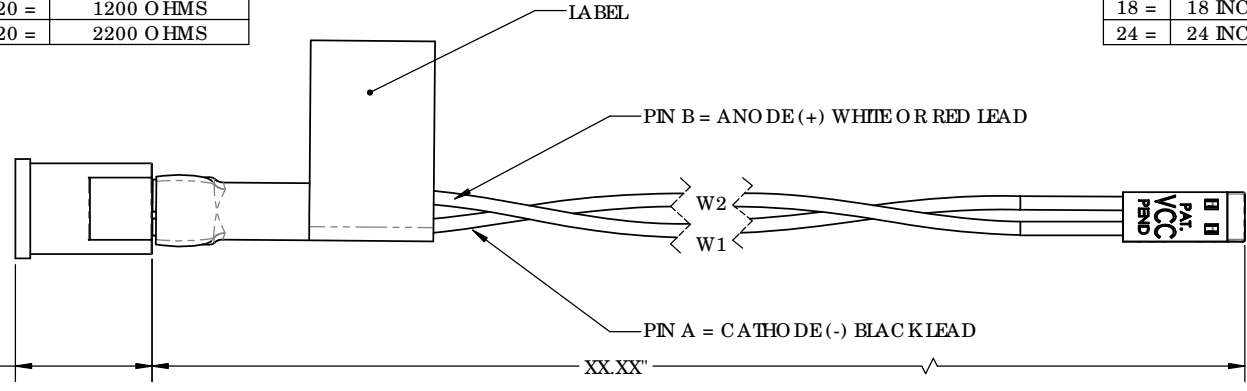 20 = 1200 OHMS
20 = 2200 OHMS
LABEL
18 = 18 INC
24 = 24 INC
PIN B = ANODE (+) WHITE OR RED LEAD
W2
W1
PAT.
VCC
PEND
PIN A = CATHODE (-) BLACK LEAD
XX.XX"